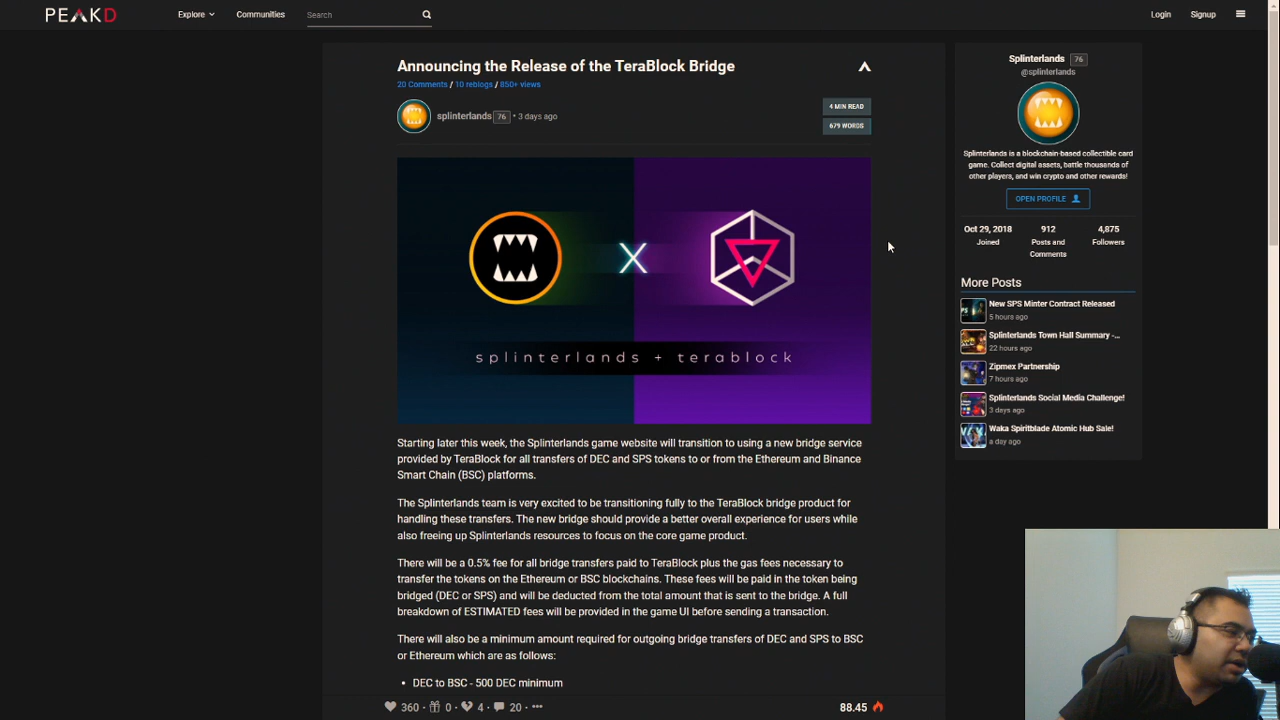 PEAKD
Explore
Communities
Search
Login
Signup
Announcing the Release of the TeraBlock Bridge
20 Comments / 10 reblogs / 850+ views
splinterlands 76 • 3 days ago
4 MIN READ
679 WORDS
X
splinterlands + terablock
Starting later this week, the Splinterlands game website will transition to using a new bridge service
provided by TeraBlock for all transfers of DEC and SPS tokens to or from the Ethereum and Binance
Smart Chain (BSC) platforms.
The Splinterlands team is very excited to be transitioning fully to the TeraBlock bridge product for
handling these transfers. The new bridge should provide a better overall experience for users while
also freeing up Splinterlands resources to focus on the core game product.
There will be a 0.5% fee for all bridge transfers paid to TeraBlock plus the gas fees necessary to
transfer the tokens on the Ethereum or BSC blockchains. These fees will be paid in the token being
bridged (DEC or SPS) and will be deducted from the total amount that is sent to the bridge. A full
breakdown of ESTIMATED fees will be provided in the game UI before sending a transaction.
There will also be a minimum amount required for outgoing bridge transfers of DEC and SPS to BSC
or Ethereum which are as follows:
• DEC to BSC - 500 DEC minimum
360 · 0 · 4 · 20 · •••
88.45
Splinterlands 76
@splinterlands
Splinterlands is a blockchain-based collectible card
game. Collect digital assets, battle thousands of
other players, and win crypto and other rewards!
OPEN PROFILE
Oct 29, 2018 912 4,875
Joined Posts and Followers
Comments
More Posts
New SPS Minter Contract Released
5 hours ago
Splinterlands Town Hall Summary -...
22 hours ago
Zipmex Partnership
7 hours ago
Splinterlands Social Media Challenge!
3 days ago
Waka Spiritblade Atomic Hub Sale!
a day ago